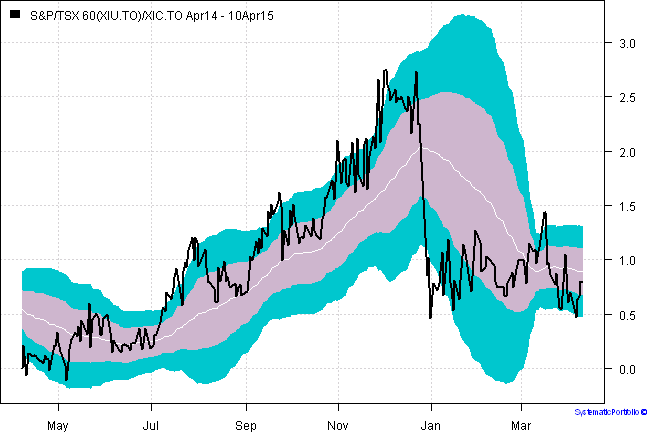 S&P/TSX 60(XIU.TO)/XIC.TO Apr14 - 10Apr15
3.0
2.5
2.0
1.5
1.0
0.5
0.0
May Jul Sep Nov Jan Mar
SystematicPortfolio ©